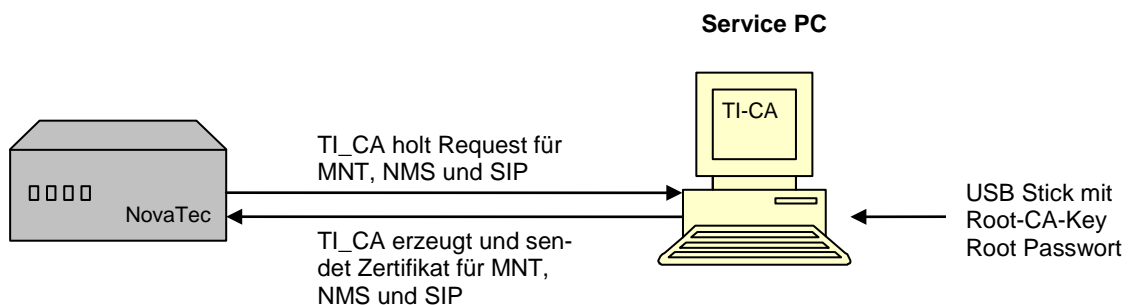 Service PC
TI-CA
TI_CA holt Request für
MNT, NMS und SIP
NovaTec
TI_CA erzeugt und sen-
det Zertifikat für MNT,
NMS und SIP
USB Stick mit
Root-CA-Key
Root Passwort